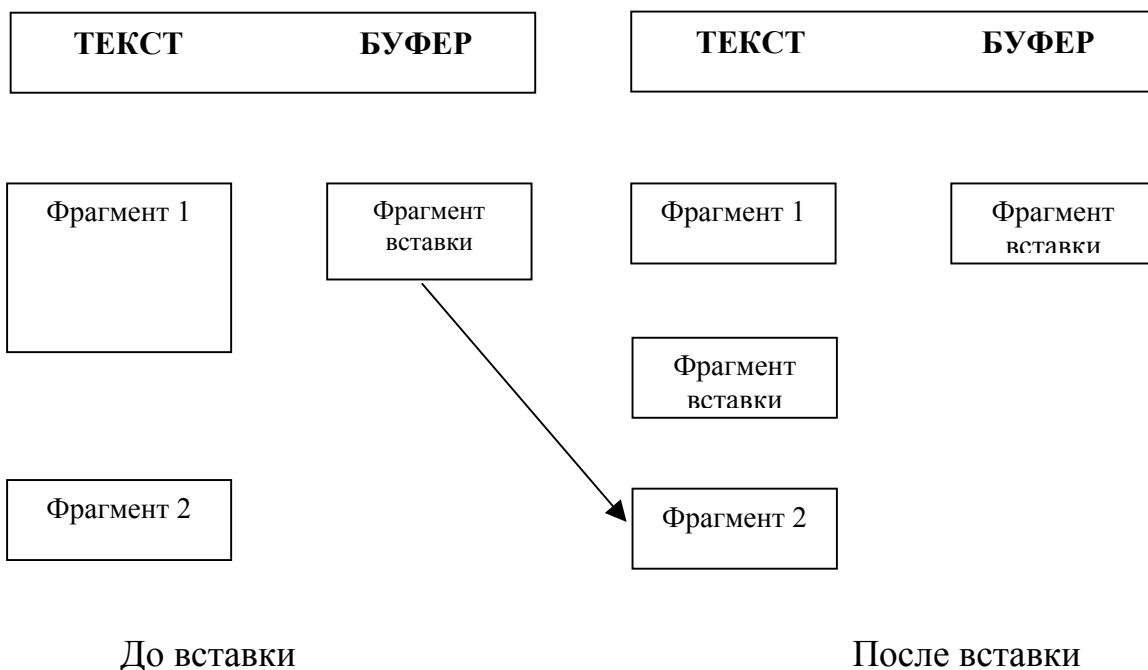 ТЕКСТ БУФЕР ТЕКСТ БУФЕР
Фрагмент 1 Фрагмент Фрагмент 1 Фрагмент
вставки вставки
Фрагмент
вставки
Фрагмент 2 Фрагмент 2
До вставки После вставки